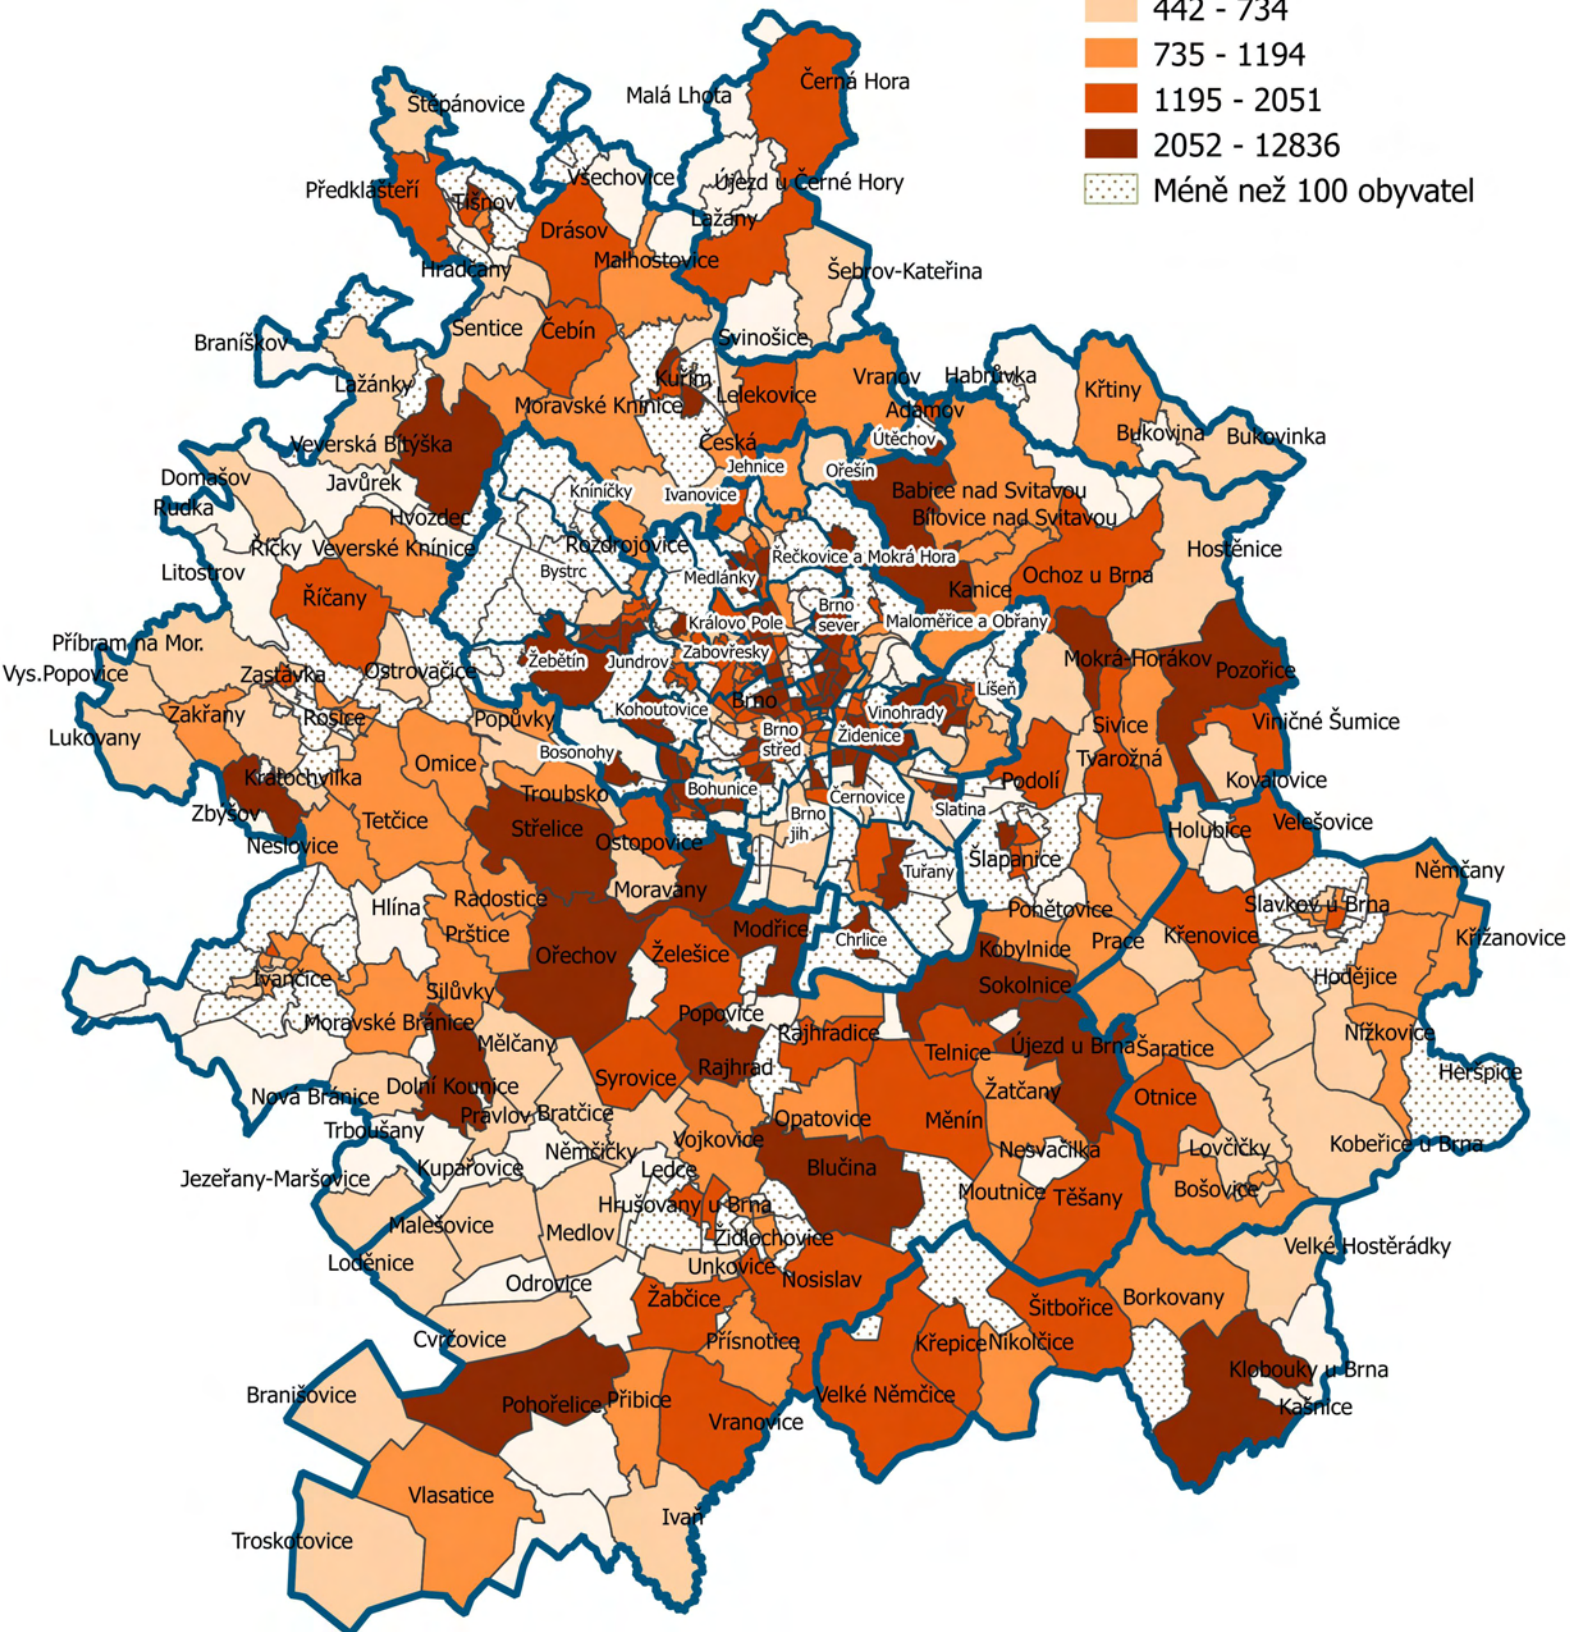 442 - 734
735 - 1194
1195 - 2051
2052 - 12836
Méně než 100 obyvatel
Černá Hora
Malá Lhota
Štěpánovice
Všechovice
Újezd u Černé Hory
Předklášteří
Tišnov
Lažany
Drásov
Malhostovice
Hradčany
Šebrov-Kateřina
Sentice
Čebín
Svinošice
Braníškov
Lažánky
Kuřim
Lelekovice
Vranov
Habrůvka
Křtiny
Moravské Knínice
Adamov
Bukovina
Bukovinka
Veverská Bítýška
Česká
Útěchov
Jehnice
Ořešín
Domašov
Javůrek
Kníničky
Ivanovice
Babice nad Svitavou
Rudka
Hvozdec
Bílovice nad Svitavou
Říčky
Veverské Knínice
Rozdrojovice
Řečkovice a Mokrá Hora
Hostěnice
Litostrov
Bystrc
Medlánky
Kanice
Ochoz u Brna
Říčany
Brno
sever
Královo Pole
Maloměřice a Obřany
Příbram na Mor.
Žabovřesky
Vys.Popovice
Zastávka
Ostrovačice
Žebětín
Jundrov
Mokrá-Horákov
Pozořice
Líšeň
Brno
Zakřany
Rosice
Popůvky
Kohoutovice
Vinohrady
Sivice
Viničné Šumice
Lukovany
Bosonohy
Brno
střed
Židenice
Omice
Tvarožná
Kratochvilka
Podolí
Kovalovice
Troubsko
Bohunice
Černovice
Zbýšov
Slatina
Tetčice
Střelice
Brno
jih
Holubice
Velešovice
Neslovice
Ostopovice
Šlapanice
Tuřany
Němčany
Radostice
Moravany
Hlína
Ponětovice
Slavkov u Brna
Prštice
Modřice
Chrlice
Prace
Křenovice
Křižanovice
Ořechov
Želešice
Kobylnice
Ivančice
Silůvky
Sokolnice
Hodějice
Moravské Bránice
Popovice
Rajhradice
Nížkovice
Mělčany
Telnice
Újezd u Brna
Šaratice
Rajhrad
Syrovice
Heršpice
Nová Bránice
Dolní Kounice
Žatčany
Otnice
Pravlov
Bratčice
Opatovice
Měnín
Trboušany
Vojkovice
Němčičky
Nesvačilka
Lovčičky
Kobeřice u Brna
Jezeřany-Maršovice
Kupařovice
Ledce
Blučina
Moutnice
Těšany
Bošovice
Hrušovany u Brna
Malešovice
Medlov
Židlochovice
Velké Hostěrádky
Loděnice
Unkovice
Nosislav
Odrovice
Žabčice
Šitbořice
Borkovany
Cvrčovice
Přísnotice
Křepice
Nikolčice
Klobouky u Brna
Branišovice
Pohořelice
Přibice
Velké Němčice
Kašnice
Vranovice
Vlasatice
Ivaň
Troskotovice